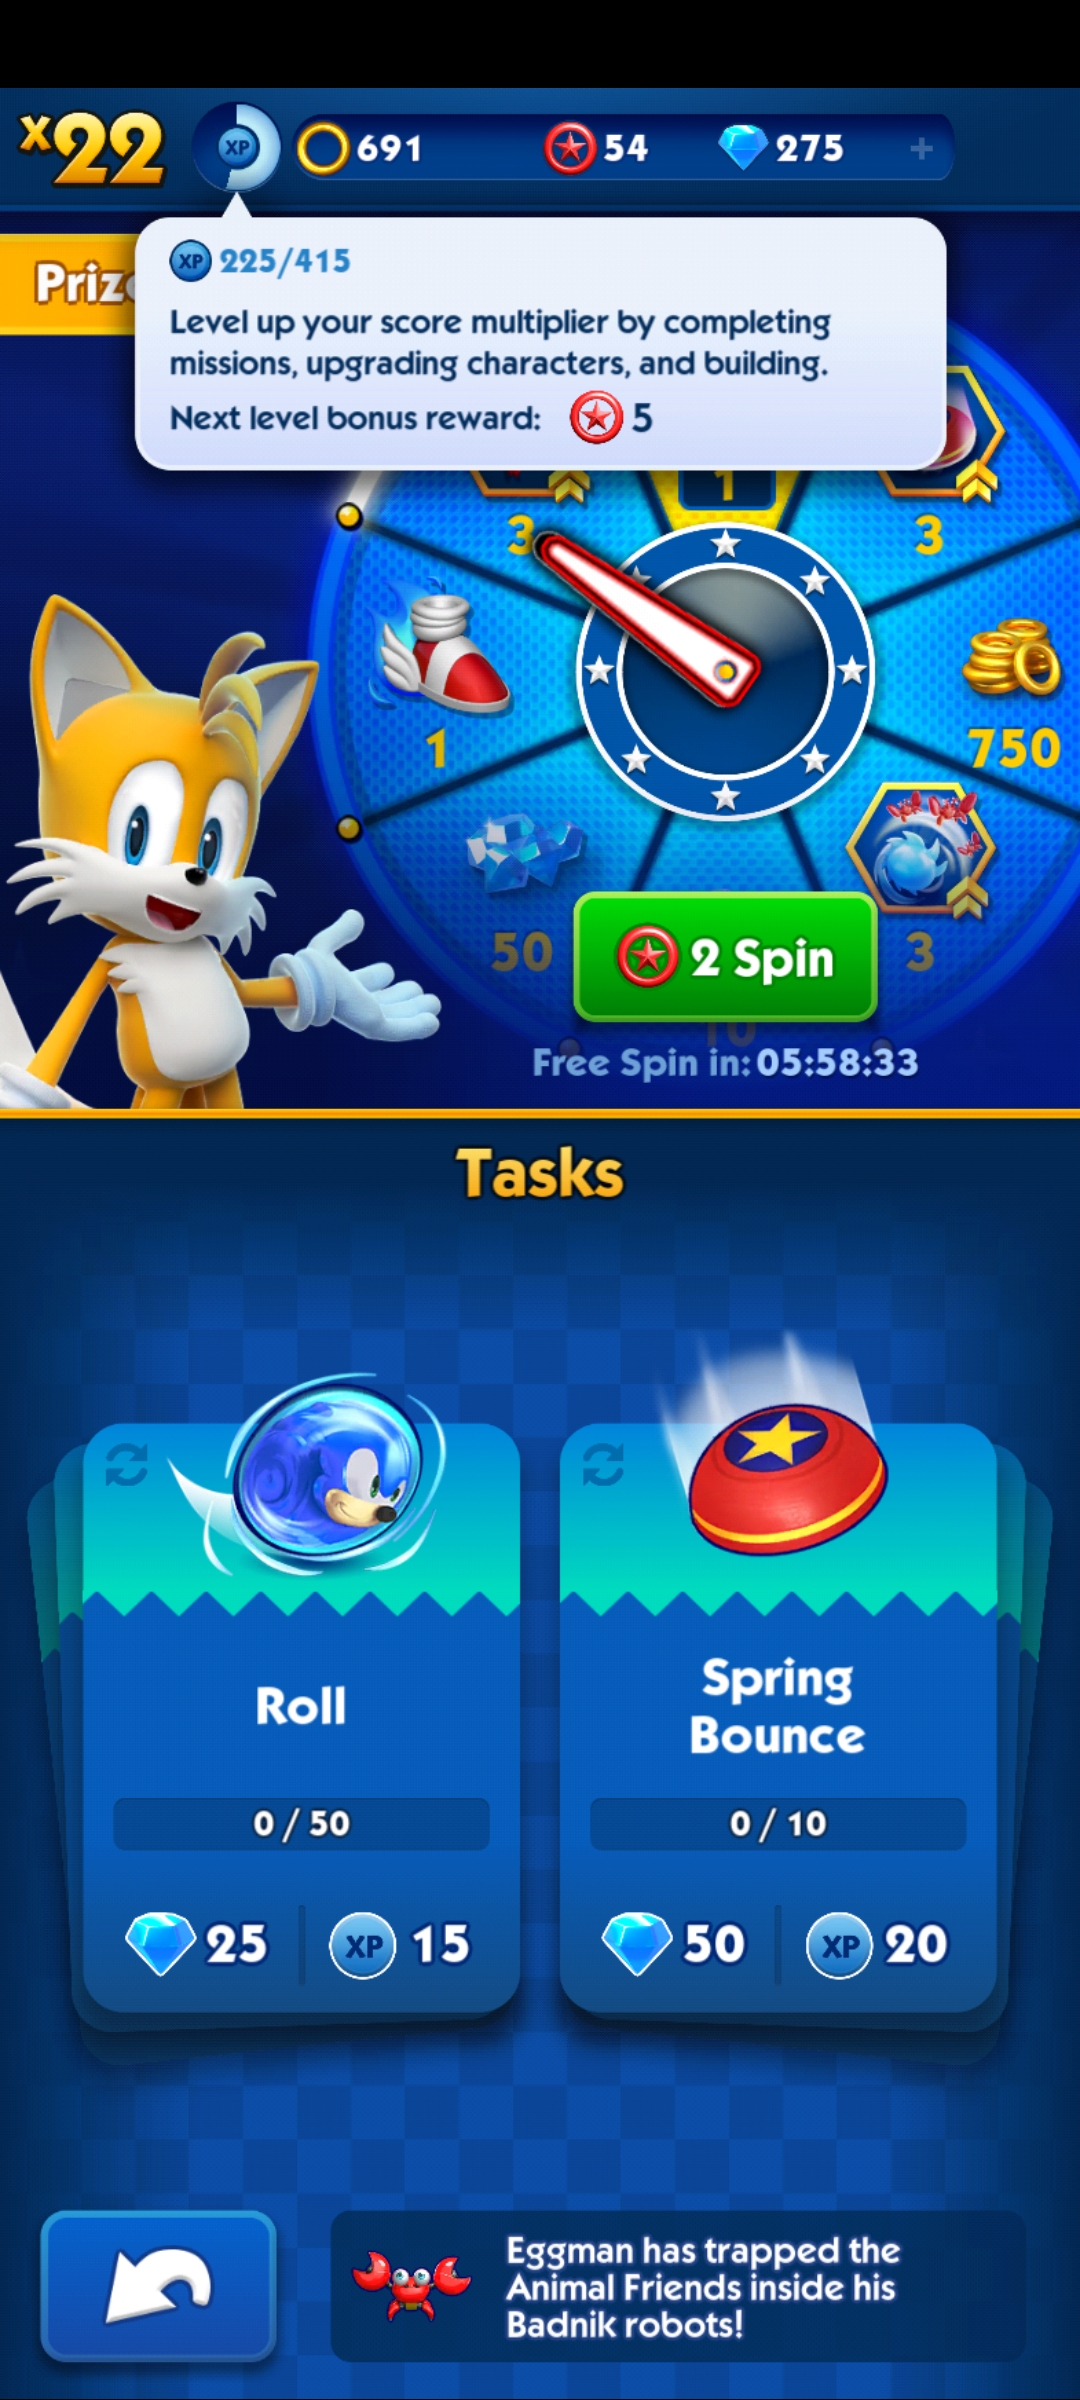 x22
XP
691
54
275
+
Prize
XP 225/415
Level up your score multiplier by completing
missions, upgrading characters, and building.
Next level bonus reward: 5
1
3
3
1
750
50
2 Spin
3
10
Free Spin in: 05:58:33
Tasks
Roll
0 / 50
25
XP 15
Spring
Bounce
0 / 10
50
XP 20
Eggman has trapped the
Animal Friends inside his
Badnik robots!